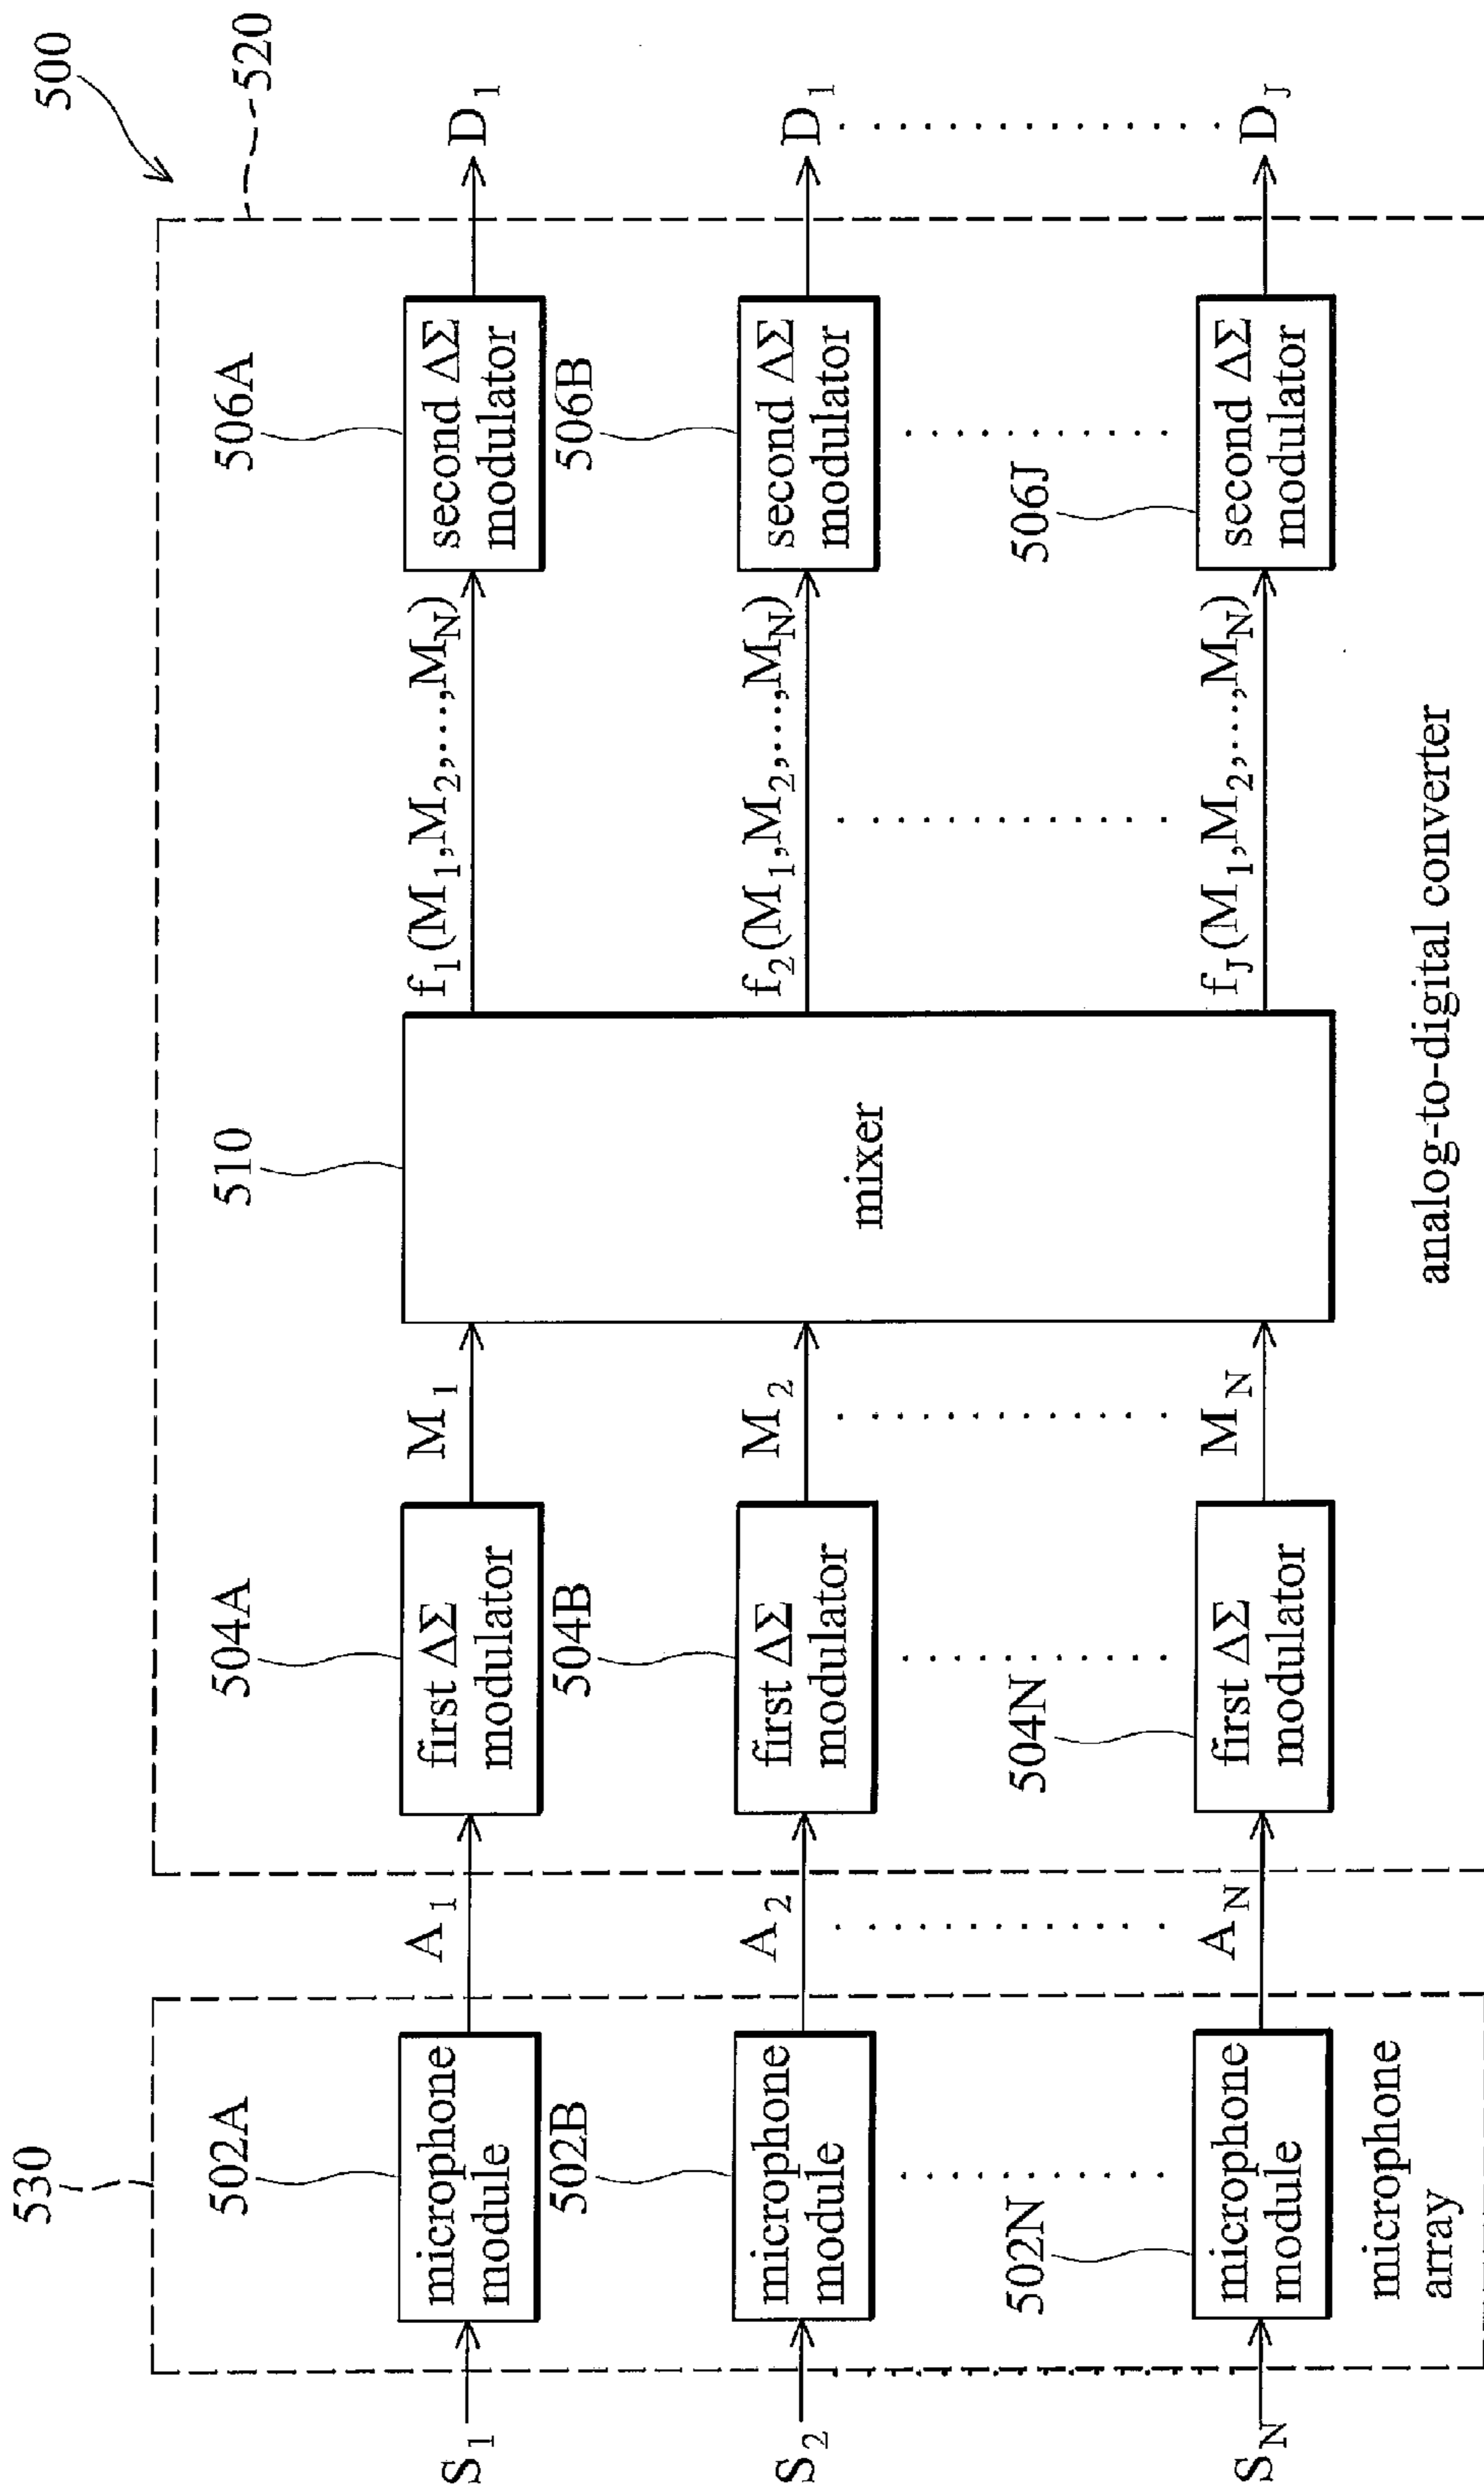 500
520
530
502A
504A
510
506A
S1
microphone
module
A1
first ΔΣ
modulator
M1
f1(M1,M2,...,MN)
second ΔΣ
modulator
D1
502B
504B
506B
S2
microphone
module
A2
first ΔΣ
modulator
M2
mixer
f2(M1,M2,...,MN)
second ΔΣ
modulator
D1
502N
504N
506J
SN
microphone
module
AN
first ΔΣ
modulator
MN
fJ(M1,M2,...,MN)
second ΔΣ
modulator
DJ
microphone
array
analog-to-digital converter